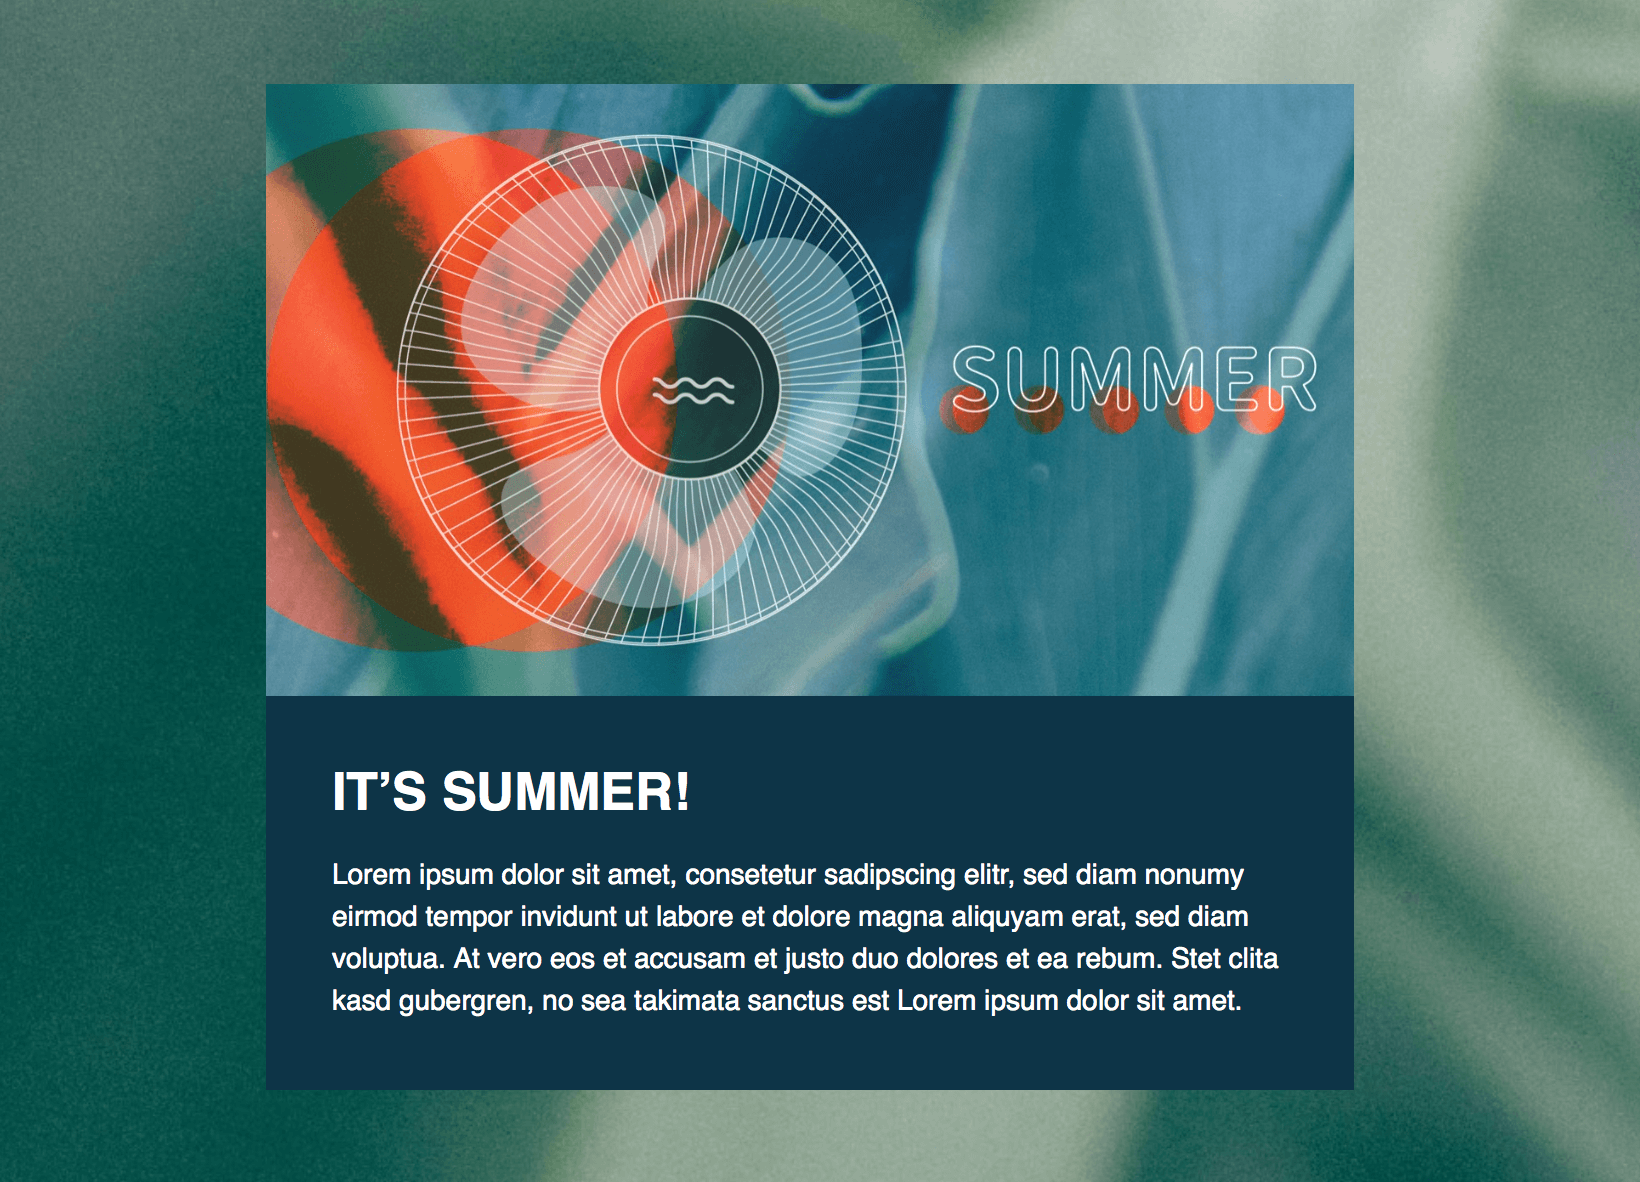 SUMMER
IT’S SUMMER!
Lorem ipsum dolor sit amet, consetetur sadipscing elitr, sed diam nonumy
eirmod tempor invidunt ut labore et dolore magna aliquyam erat, sed diam
voluptua. At vero eos et accusam et justo duo dolores et ea rebum. Stet clita
kasd gubergren, no sea takimata sanctus est Lorem ipsum dolor sit amet.